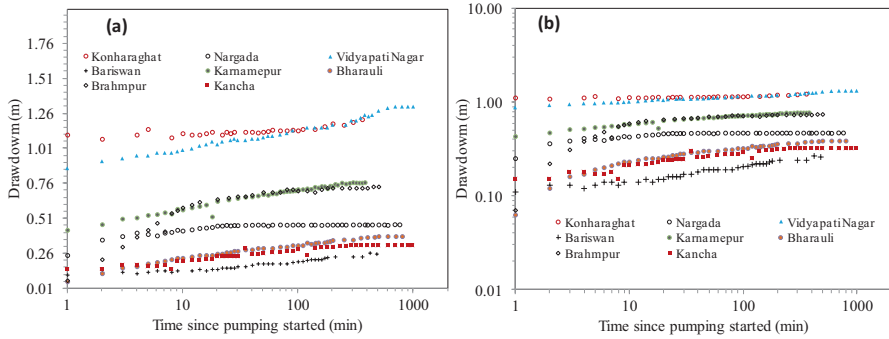 (a)
1.76
1.51
1.26
1.01
0.76
0.51
0.26
0.01
Drawdowm (m)
Konharaghat Nargada Vidyapati Nagar
Bariswan Karnamepur Bharauli
Brahmpur Kancha
1 10 100 1000
Time since pumping started (min)
(b)
10.00
1.00
0.10
0.01
Drawdown (m)
Konharaghat Nargada Vidyapati Nagar
Bariswan Karnamepur Bharauli
Brahmpur Kancha
1 10 100 1000
Time since pumping started (min)